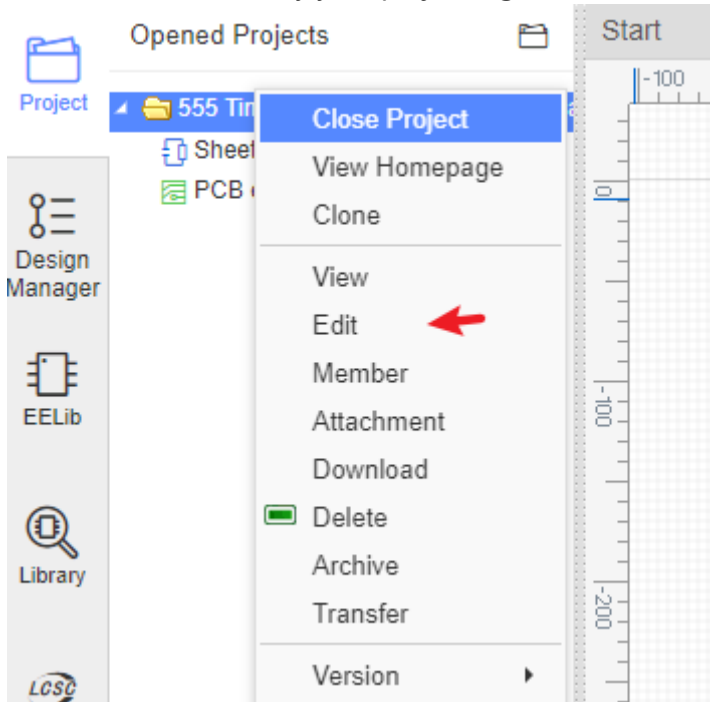 Opened Projects
Start
Project
555 Tin
Sheet
PCB
Design
Manager
EELib
Library
LCSC
Close Project
View Homepage
Clone
View
Edit
Member
Attachment
Download
Delete
Archive
Transfer
Version
-100
0
-100
-200